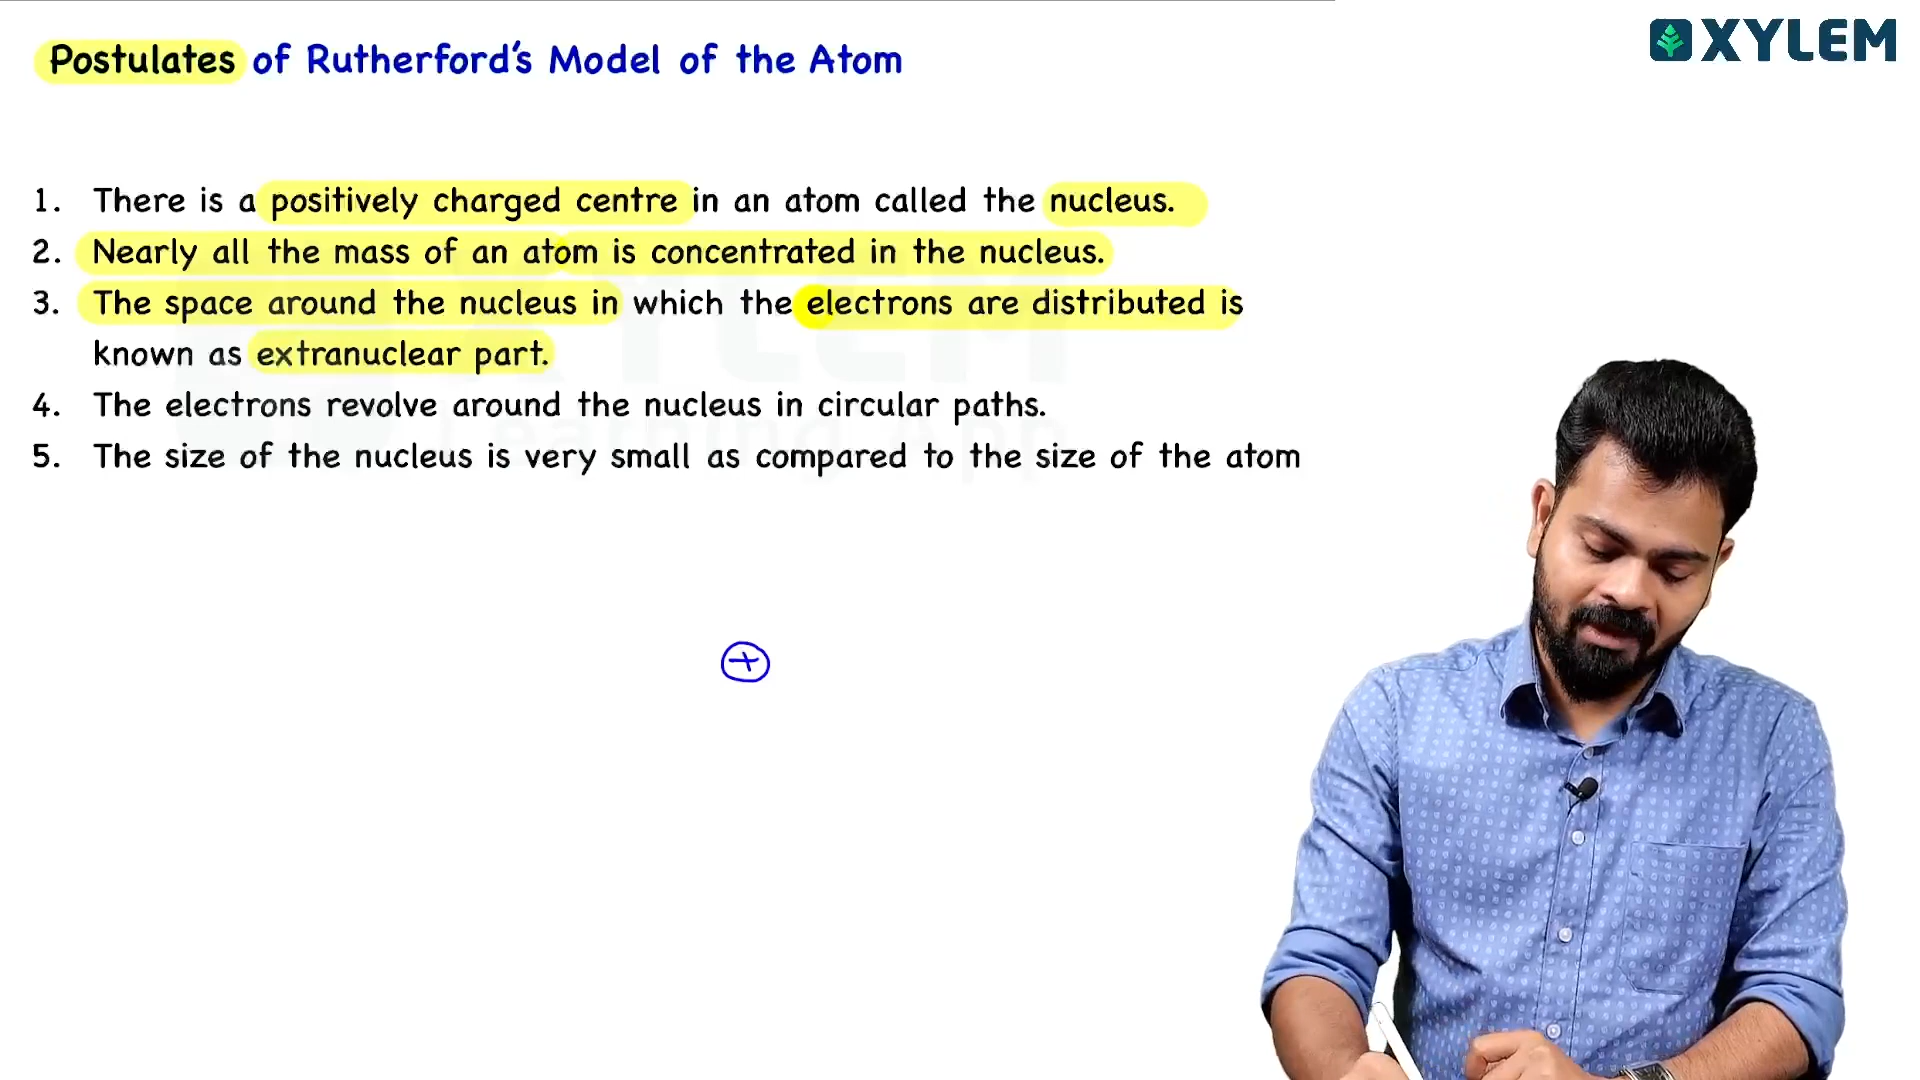 Postulates of Rutherford's Model of the Atom
XYLEM
1. There is a positively charged centre in an atom called the nucleus.
2. Nearly all the mass of an atom is concentrated in the nucleus.
3. The space around the nucleus in which the electrons are distributed is
known as extranuclear part.
4. The electrons revolve around the nucleus in circular paths.
5. The size of the nucleus is very small as compared to the size of the atom
XYLEM
Learning App
+